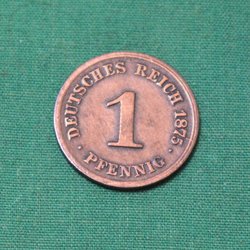 DEUTSCHES REICH 1875
1
· PFENNIG ·